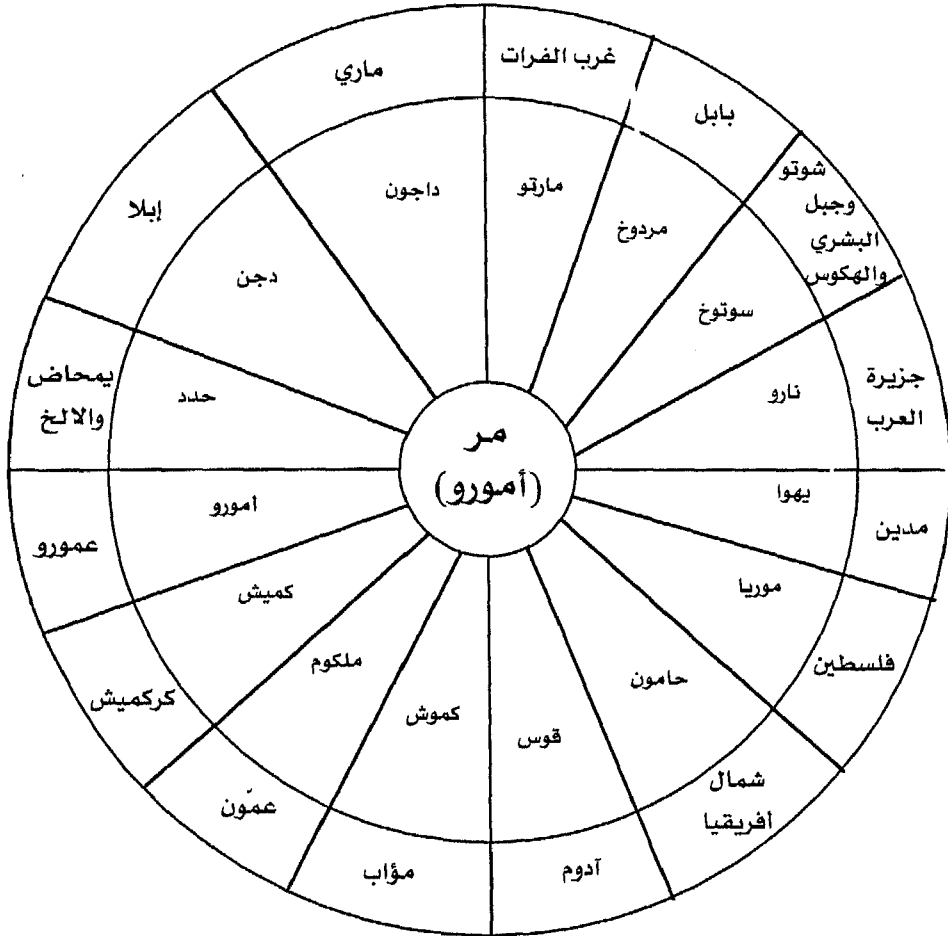 غرب الفرات
ماري
بابل
شوتو
وجبل
البشري
والهكوس
إبلا
داجون
مارتو
مردوخ
دجن
سوتوخ
يمحاض
والالخ
حدد
نارو
جزيرة
العرب
مر
(أمورو)
عمورو
أمورو
يهوا
مدين
كميش
موريا
كركميش
ملكوم
كموش
قوس
حامون
فلسطين
عمّون
مؤاب
آدوم
شمال
أفريقيا